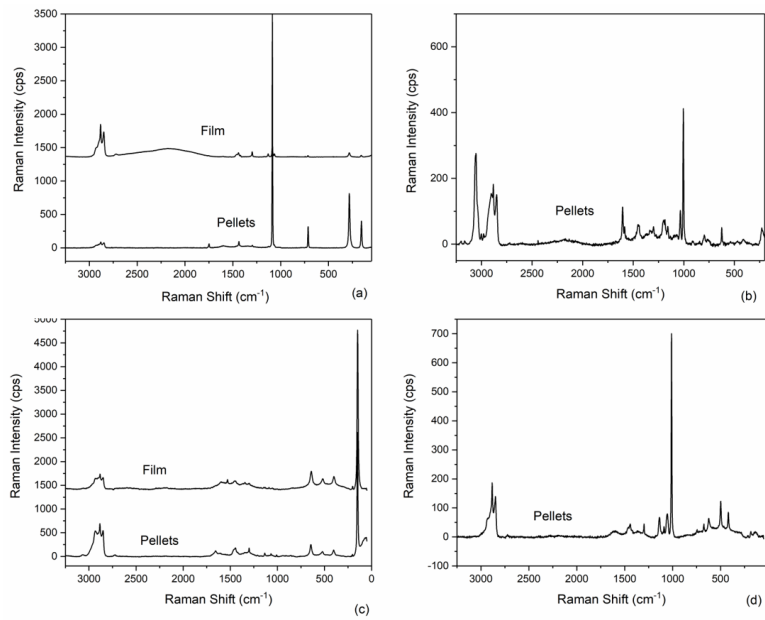 3500
3000
2500
2000
1500
1000
500
0
Raman Intensity (cps)
Film
Pellets
3000 2500 2000 1500 1000 500
Raman Shift (cm⁻¹)
(a)
600
400
200
0
Raman Intensity (cps)
Pellets
3000 2500 2000 1500 1000 500
Raman Shift (cm⁻¹)
(b)
5000
4500
4000
3500
3000
2500
2000
1500
1000
500
0
Raman Intensity (cps)
Film
Pellets
3000 2500 2000 1500 1000 500 0
Raman Shift (cm⁻¹)
(c)
700
600
500
400
300
200
100
0
-100
Raman Intensity (cps)
Pellets
3000 2500 2000 1500 1000 500
Raman Shift (cm⁻¹)
(d)